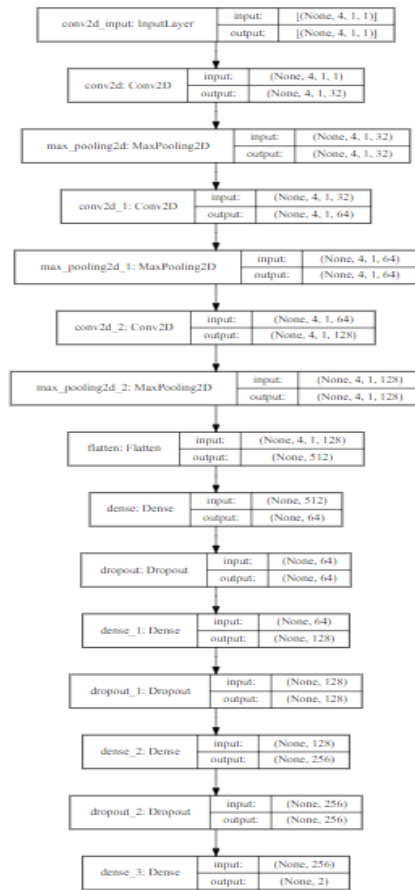 conv2d_input: InputLayer
input: [(None, 4, 1, 1)]
output: [(None, 4, 1, 1)]
conv2d: Conv2D
input: (None, 4, 1, 1)
output: (None, 4, 1, 32)
max_pooling2d: MaxPooling2D
input: (None, 4, 1, 32)
output: (None, 4, 1, 32)
conv2d_1: Conv2D
input: (None, 4, 1, 32)
output: (None, 4, 1, 64)
max_pooling2d_1: MaxPooling2D
input: (None, 4, 1, 64)
output: (None, 4, 1, 64)
conv2d_2: Conv2D
input: (None, 4, 1, 64)
output: (None, 4, 1, 128)
max_pooling2d_2: MaxPooling2D
input: (None, 4, 1, 128)
output: (None, 4, 1, 128)
flatten: Flatten
input: (None, 4, 1, 128)
output: (None, 512)
dense: Dense
input: (None, 512)
output: (None, 64)
dropout: Dropout
input: (None, 64)
output: (None, 64)
dense_1: Dense
input: (None, 64)
output: (None, 128)
dropout_1: Dropout
input: (None, 128)
output: (None, 128)
dense_2: Dense
input: (None, 128)
output: (None, 256)
dropout_2: Dropout
input: (None, 256)
output: (None, 256)
dense_3: Dense
input: (None, 256)
output: (None, 2)